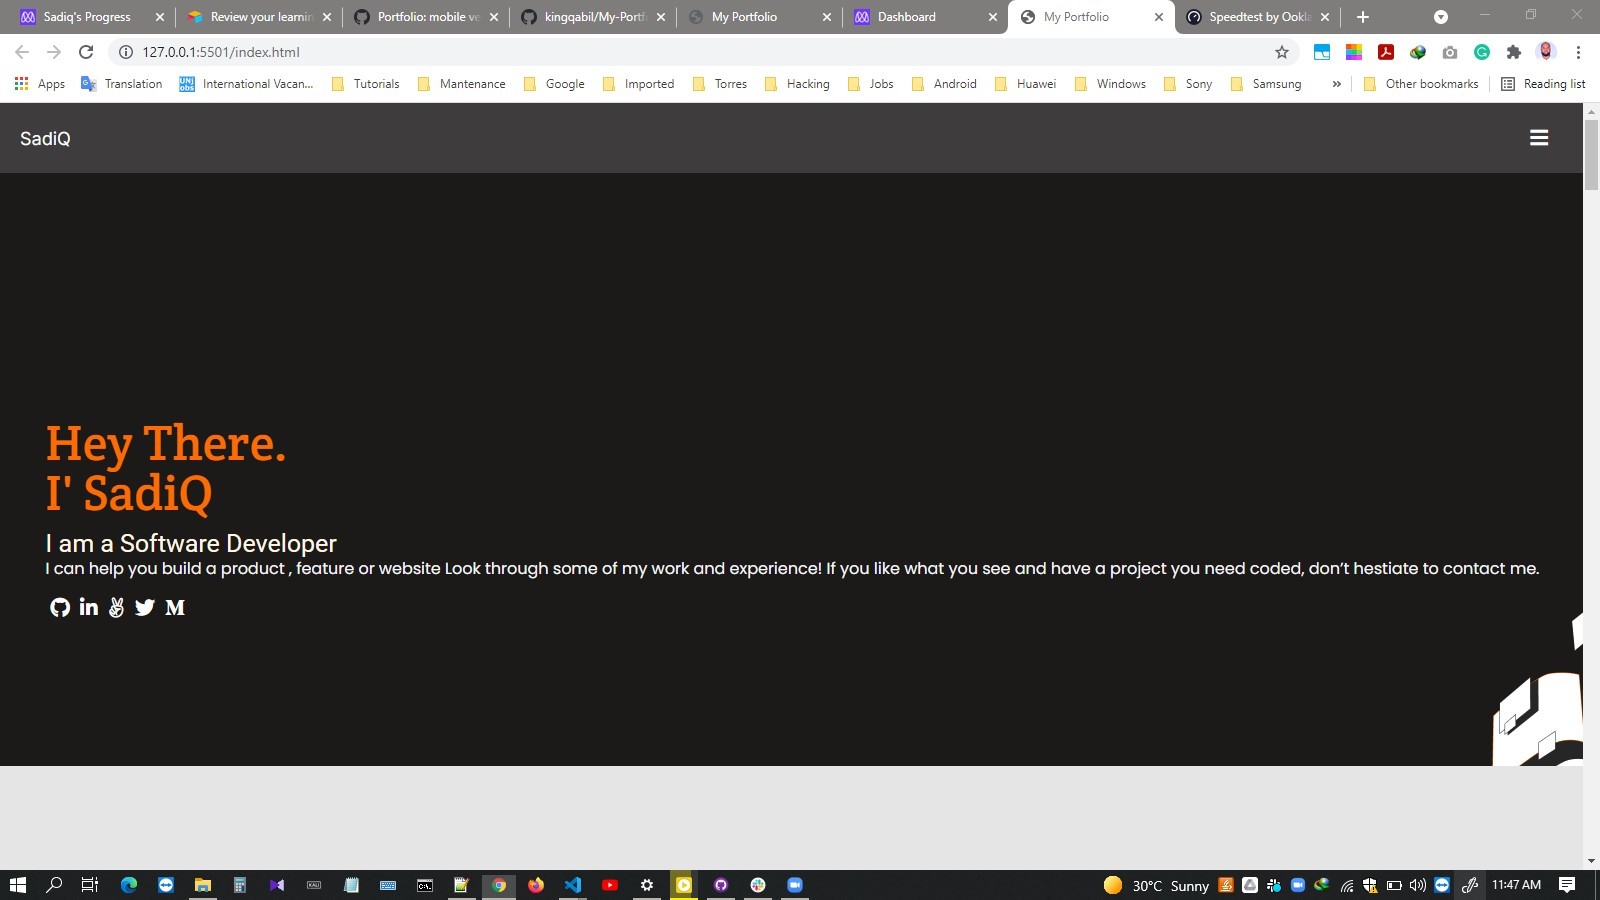 Sadiq's Progress
Review your learnin
Portfolio: mobile ve
kingqabil/My-Portf
My Portfolio
Dashboard
My Portfolio
Speedtest by Ookla
127.0.0.1:5501/index.html
Apps
Translation
International Vacan...
Tutorials
Mantenance
Google
Imported
Torres
Hacking
Jobs
Android
Huawei
Windows
Sony
Samsung
»
Other bookmarks
Reading list
SadiQ
Hey There.
I' SadiQ
I am a Software Developer
I can help you build a product , feature or website Look through some of my work and experience! If you like what you see and have a project you need coded, don’t hestiate to contact me.
30°C Sunny
11:47 AM